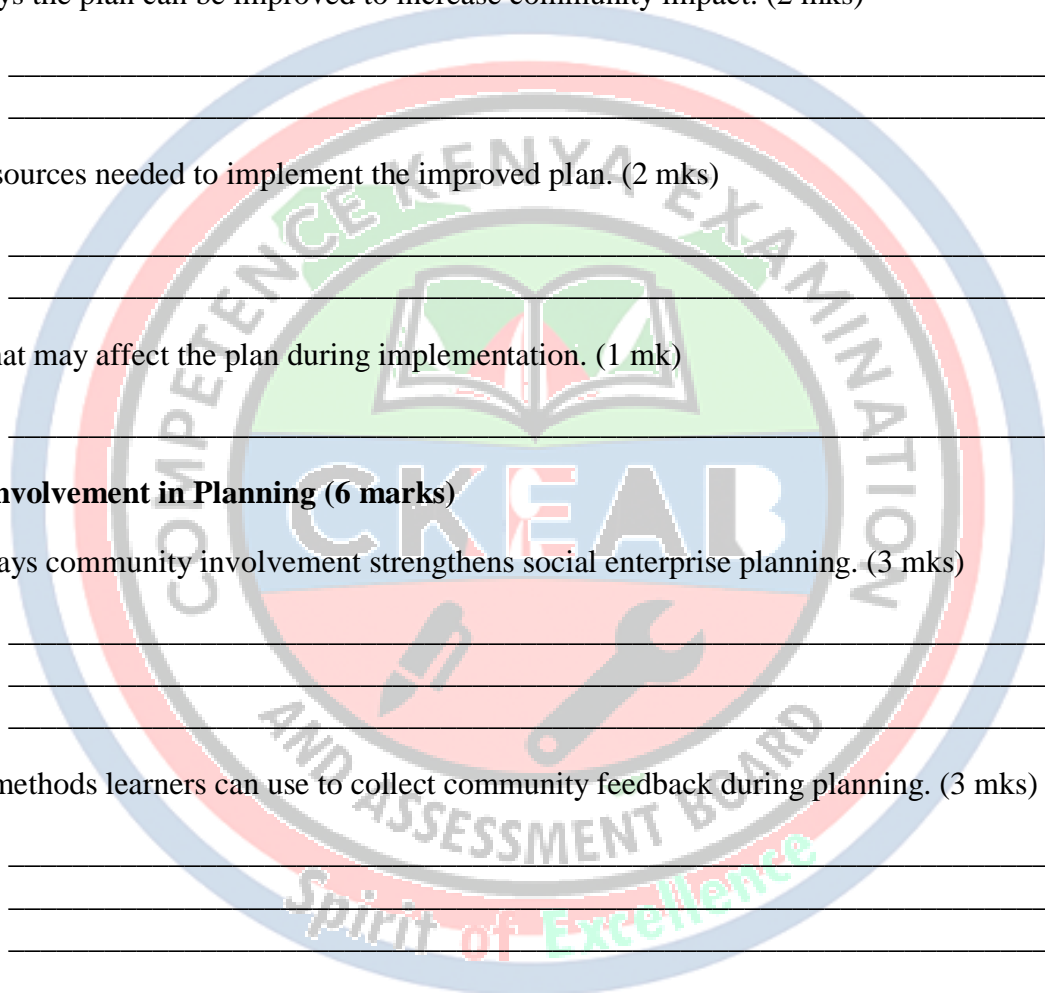 ys the plan can be improved to increase community impact. (2 mks)
sources needed to implement the improved plan. (2 mks)
hat may affect the plan during implementation. (1 mk)
nvolvement in Planning (6 marks)
ays community involvement strengthens social enterprise planning. (3 mks)
methods learners can use to collect community feedback during planning. (3 mks)
COMPETENCE KENYA EXAMINATION
CKEAB
AND ASSESSMENT BOARD
Spirit of Excellence